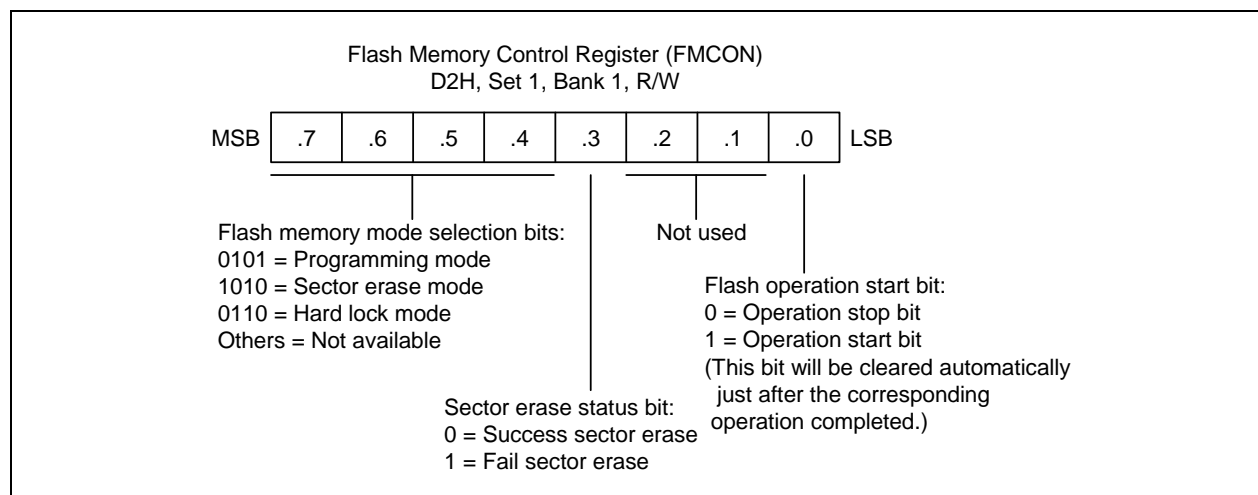 Flash Memory Control Register (FMCON)
D2H, Set 1, Bank 1, R/W
MSB .7 .6 .5 .4 .3 .2 .1 .0 LSB
Flash memory mode selection bits:
0101 = Programming mode
1010 = Sector erase mode
0110 = Hard lock mode
Others = Not available
Not used
Flash operation start bit:
0 = Operation stop bit
1 = Operation start bit
(This bit will be cleared automatically
just after the corresponding
operation completed.)
Sector erase status bit:
0 = Success sector erase
1 = Fail sector erase